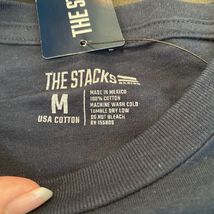 THE STACKS
THE STACKS
M
USA COTTON
MADE IN MEXICO
100% COTTON
MACHINE WASH COLD
TUMBLE DRY LOW
DO NOT BLEACH